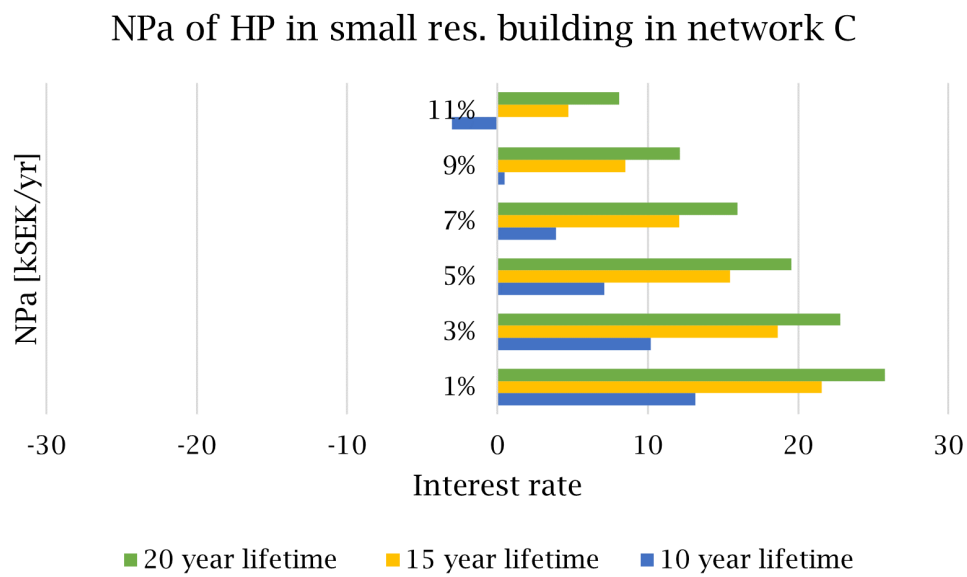 NPa of HP in small res. building in network C
NPa [kSEK/yr]
11%
9%
7%
5%
3%
1%
-30 -20 -10 0 10 20 30
Interest rate
20 year lifetime 15 year lifetime 10 year lifetime